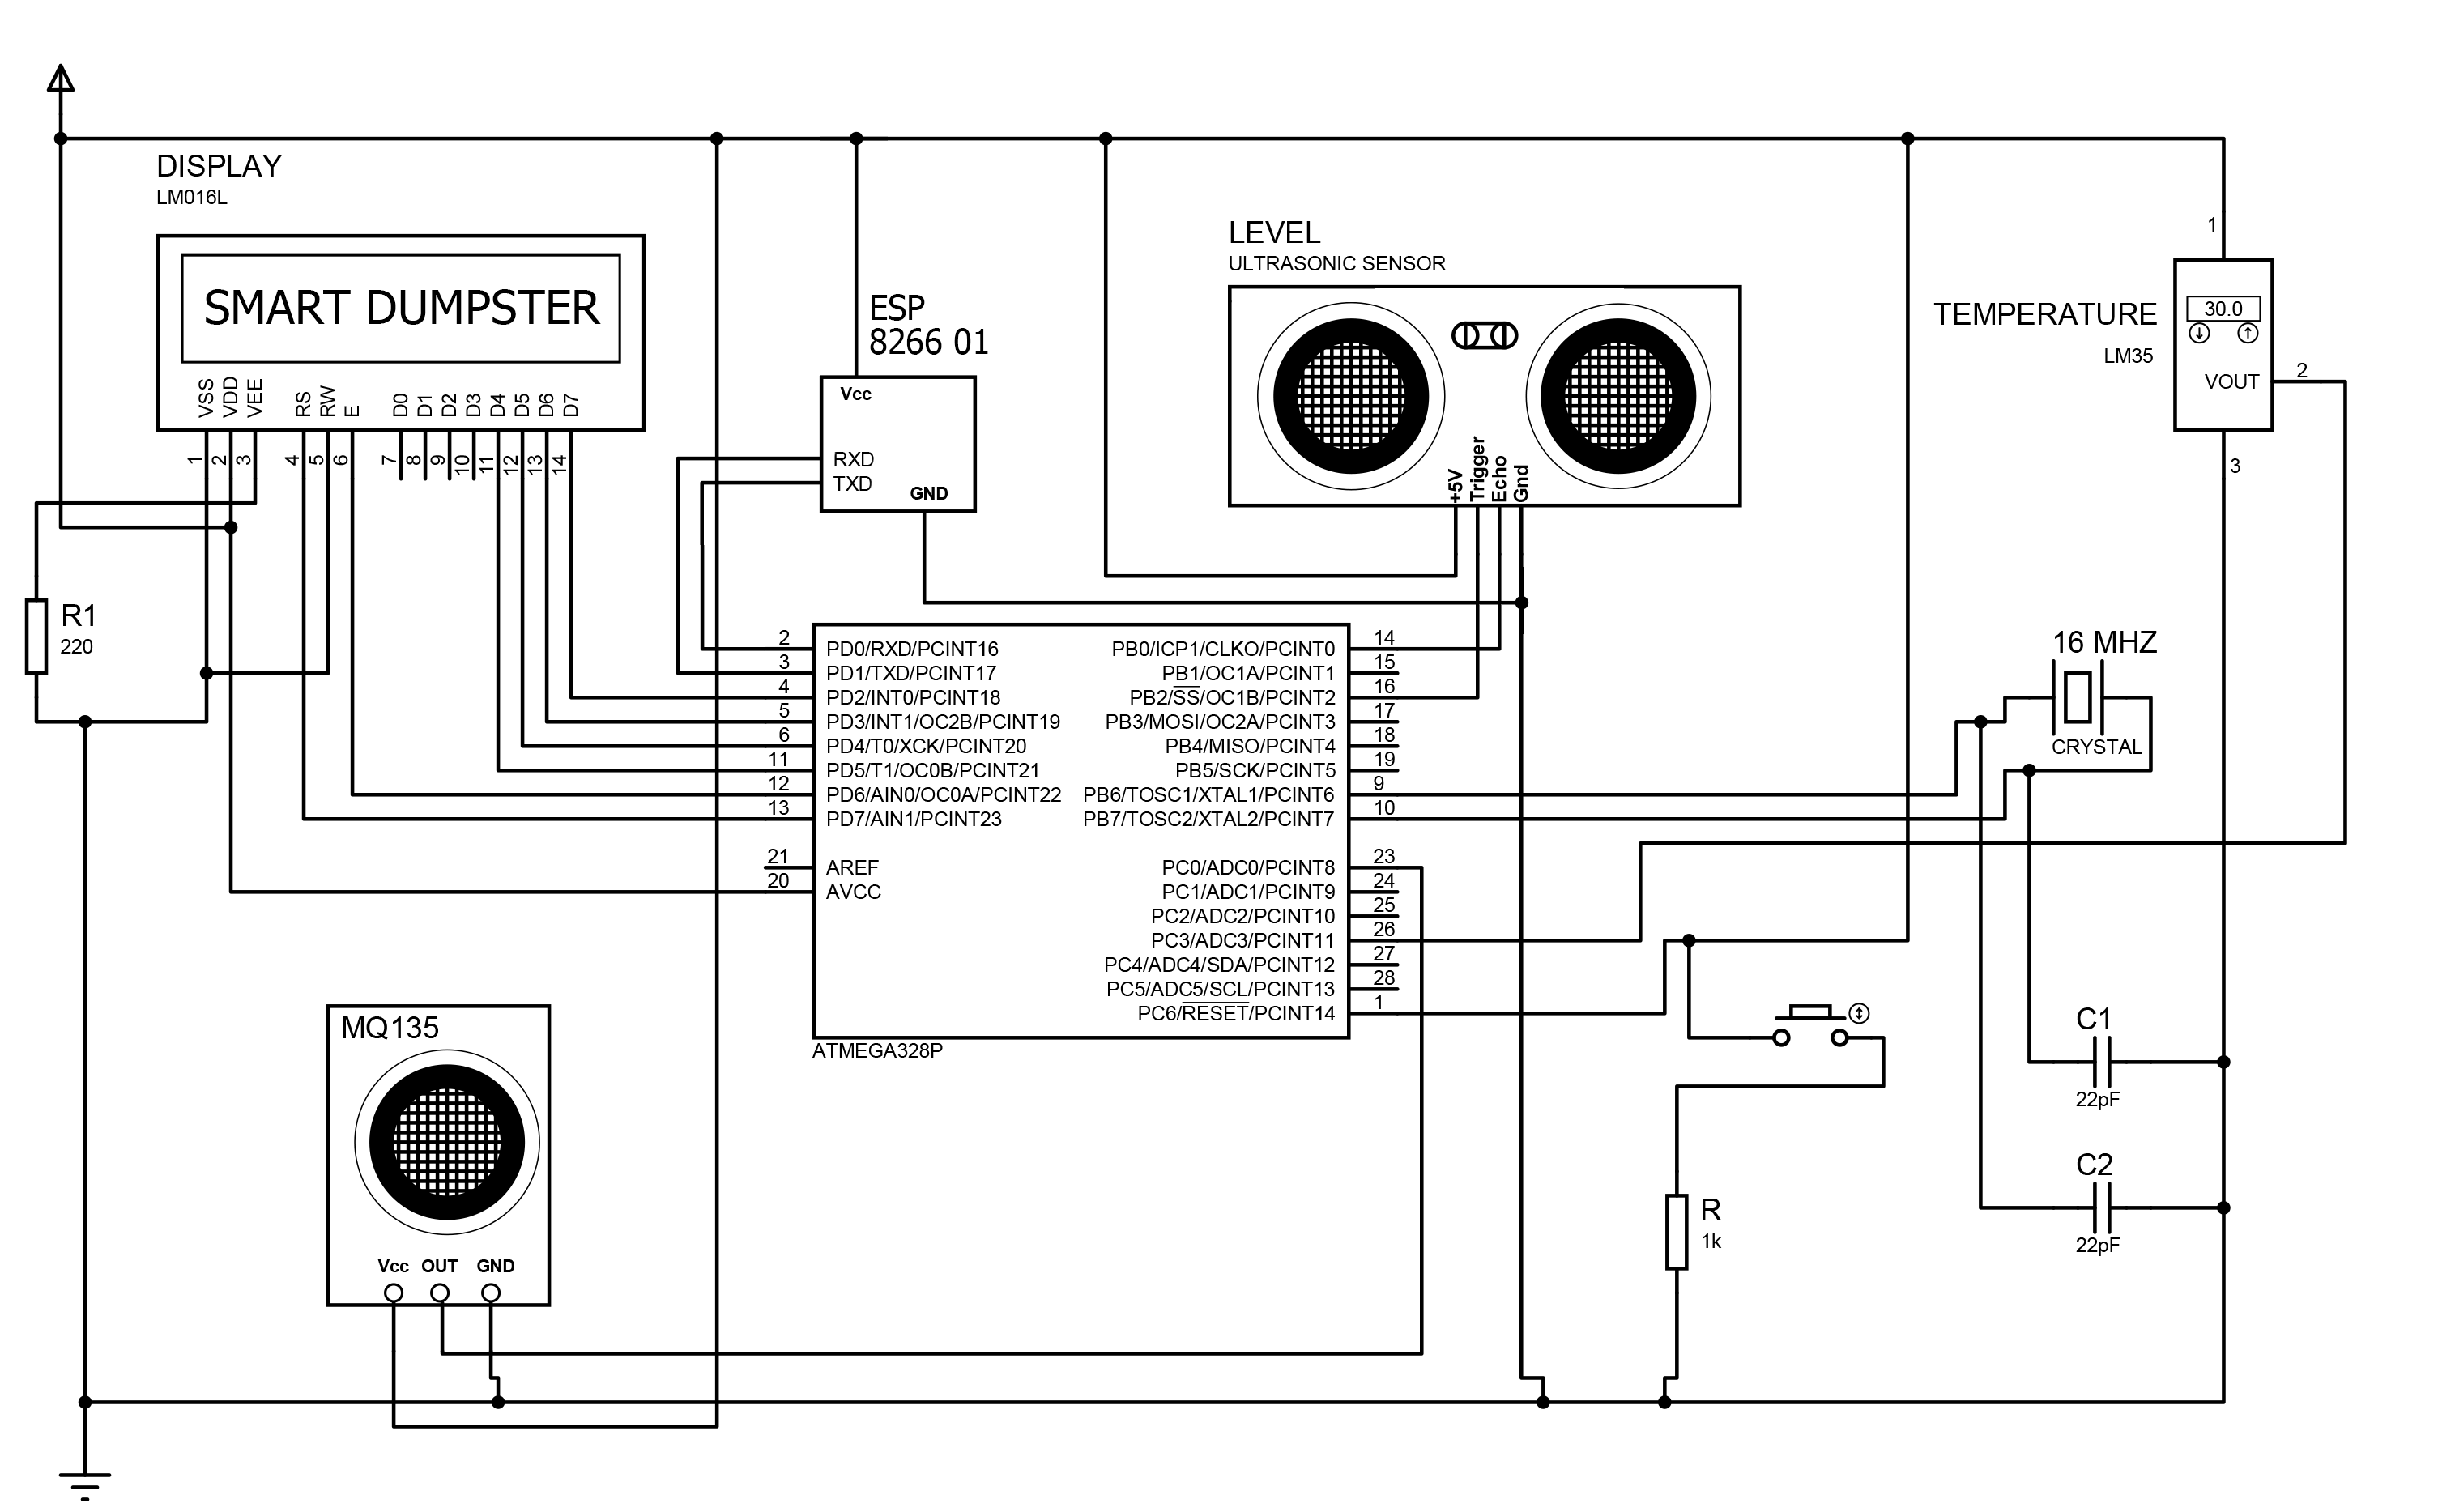 DISPLAY
LM016L
SMART DUMPSTER
VSS
VDD
VEE
RS
RW
E
D0
D1
D2
D3
D4
D5
D6
D7
1
2
3
4
5
6
7
8
9
10
11
12
13
14
R1
220
ESP
8266 01
Vcc
RXD
TXD
GND
LEVEL
ULTRASONIC SENSOR
+5V
Trigger
Echo
Gnd
TEMPERATURE
LM35
1
30.0
VOUT
2
3
16 MHZ
CRYSTAL
2 PD0/RXD/PCINT16
3 PD1/TXD/PCINT17
4 PD2/INT0/PCINT18
5 PD3/INT1/OC2B/PCINT19
6 PD4/T0/XCK/PCINT20
11 PD5/T1/OC0B/PCINT21
12 PD6/AIN0/OC0A/PCINT22
13 PD7/AIN1/PCINT23
21 AREF
20 AVCC
PB0/ICP1/CLKO/PCINT0 14
PB1/OC1A/PCINT1 15
PB2/SS/OC1B/PCINT2 16
PB3/MOSI/OC2A/PCINT3 17
PB4/MISO/PCINT4 18
PB5/SCK/PCINT5 19
PB6/TOSC1/XTAL1/PCINT6 9
PB7/TOSC2/XTAL2/PCINT7 10
PC0/ADC0/PCINT8 23
PC1/ADC1/PCINT9 24
PC2/ADC2/PCINT10 25
PC3/ADC3/PCINT11 26
PC4/ADC4/SDA/PCINT12 27
PC5/ADC5/SCL/PCINT13 28
PC6/RESET/PCINT14 1
ATMEGA328P
MQ135
Vcc OUT GND
C1
22pF
C2
22pF
R
1k